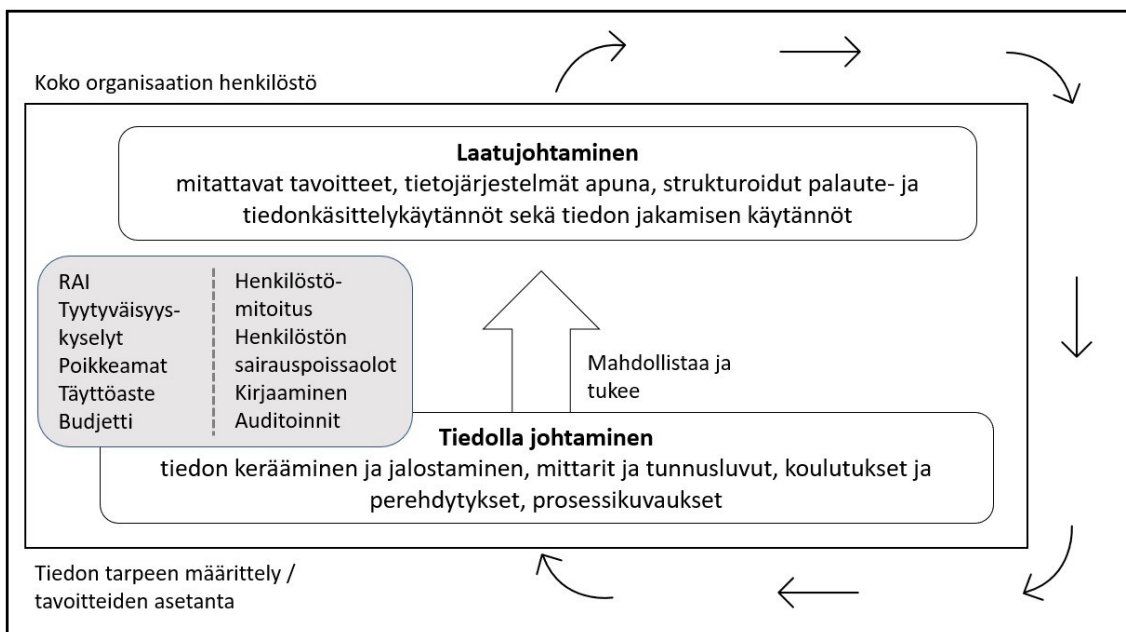 Koko organisaation henkilöstö
Laatujohtaminen
mitattavat tavoitteet, tietojärjestelmät apuna, strukturoidut palaute- ja
tiedonkäsittelykäytännöt sekä tiedon jakamisen käytännöt
RAI
Tyytyväisyys-
kyselyt
Poikkeamat
Täyttöaste
Budjetti
Henkilöstö-
mitoitus
Henkilöstön
sairauspoissaolot
Kirjaaminen
Auditoinnit
Mahdollistaa ja
tukee
Tiedolla johtaminen
tiedon kerääminen ja jalostaminen, mittarit ja tunnusluvut, koulutukset ja
perehdytykset, prosessikuvaukset
Tiedon tarpeen määrittely /
tavoitteiden asetanta